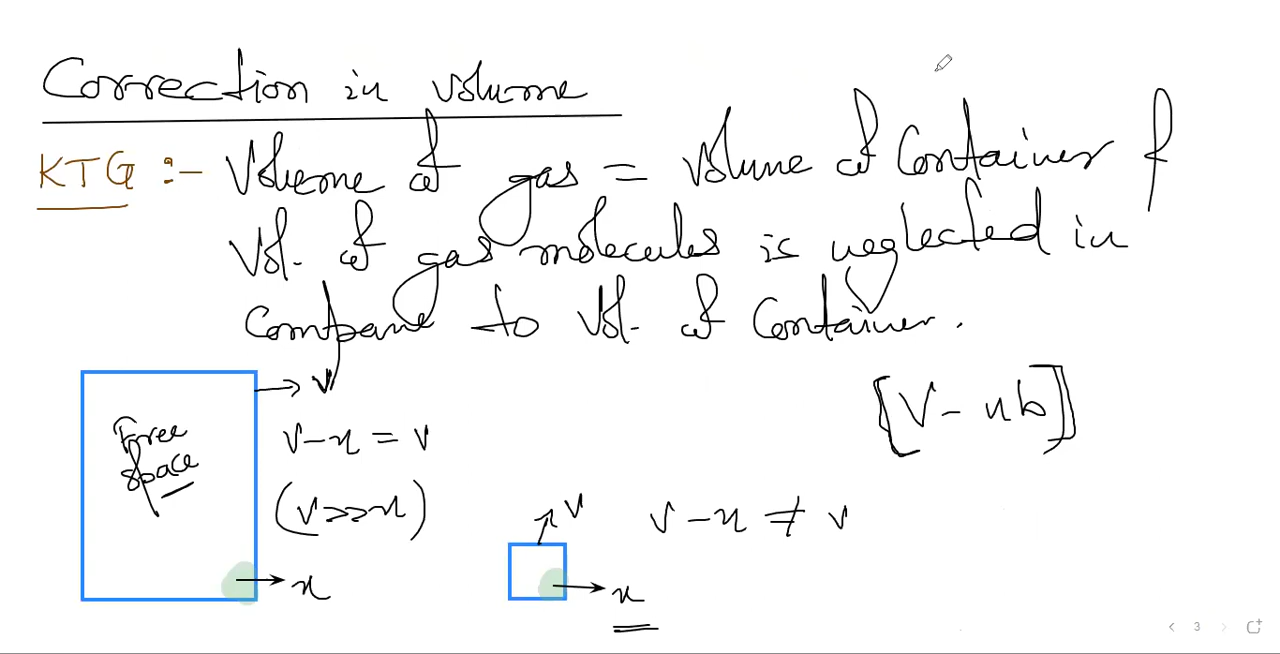 Correction in volume
KTG :- Volume of gas = Volume of Container &
Vol. of gas molecules is neglected in
Compare to Vol. of Container.
→ V
Free
space
V-x = V
[V - nb]
(V>>x)
V
V-x ≠ V
→ x
→ x
< 3 >